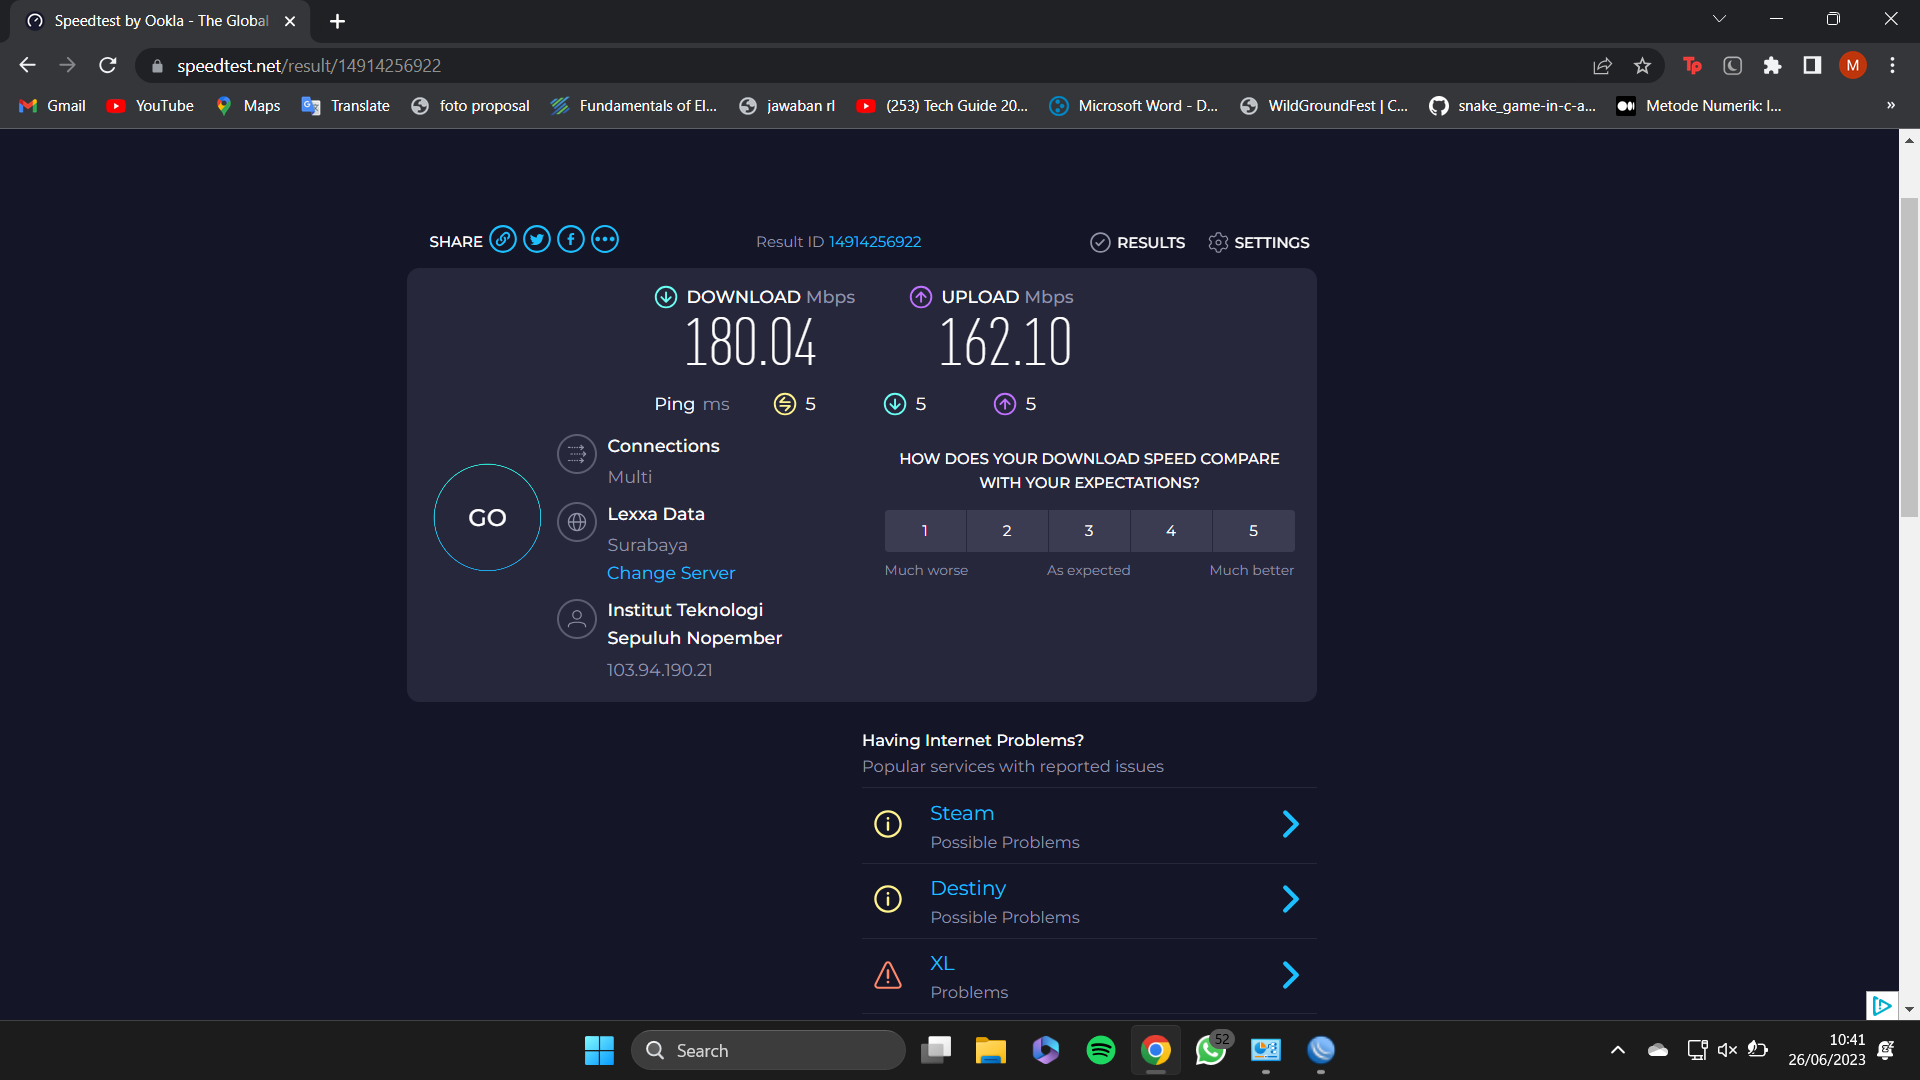 Speedtest by Ookla - The Global
speedtest.net/result/14914256922
M
Gmail
YouTube
Maps
Translate
foto proposal
Fundamentals of El...
jawaban rl
(253) Tech Guide 20...
Microsoft Word - D...
WildGroundFest | C...
snake_game-in-c-a...
Metode Numerik: I...
»
SHARE
Result ID 14914256922
RESULTS
SETTINGS
DOWNLOAD Mbps
180.04
UPLOAD Mbps
162.10
Ping ms 5 5 5
GO
Connections
Multi
Lexxa Data
Surabaya
Change Server
Institut Teknologi
Sepuluh Nopember
103.94.190.21
HOW DOES YOUR DOWNLOAD SPEED COMPARE
WITH YOUR EXPECTATIONS?
1 2 3 4 5
Much worse As expected Much better
Having Internet Problems?
Popular services with reported issues
Steam
Possible Problems
Destiny
Possible Problems
XL
Problems
Search
52
10:41
26/06/2023